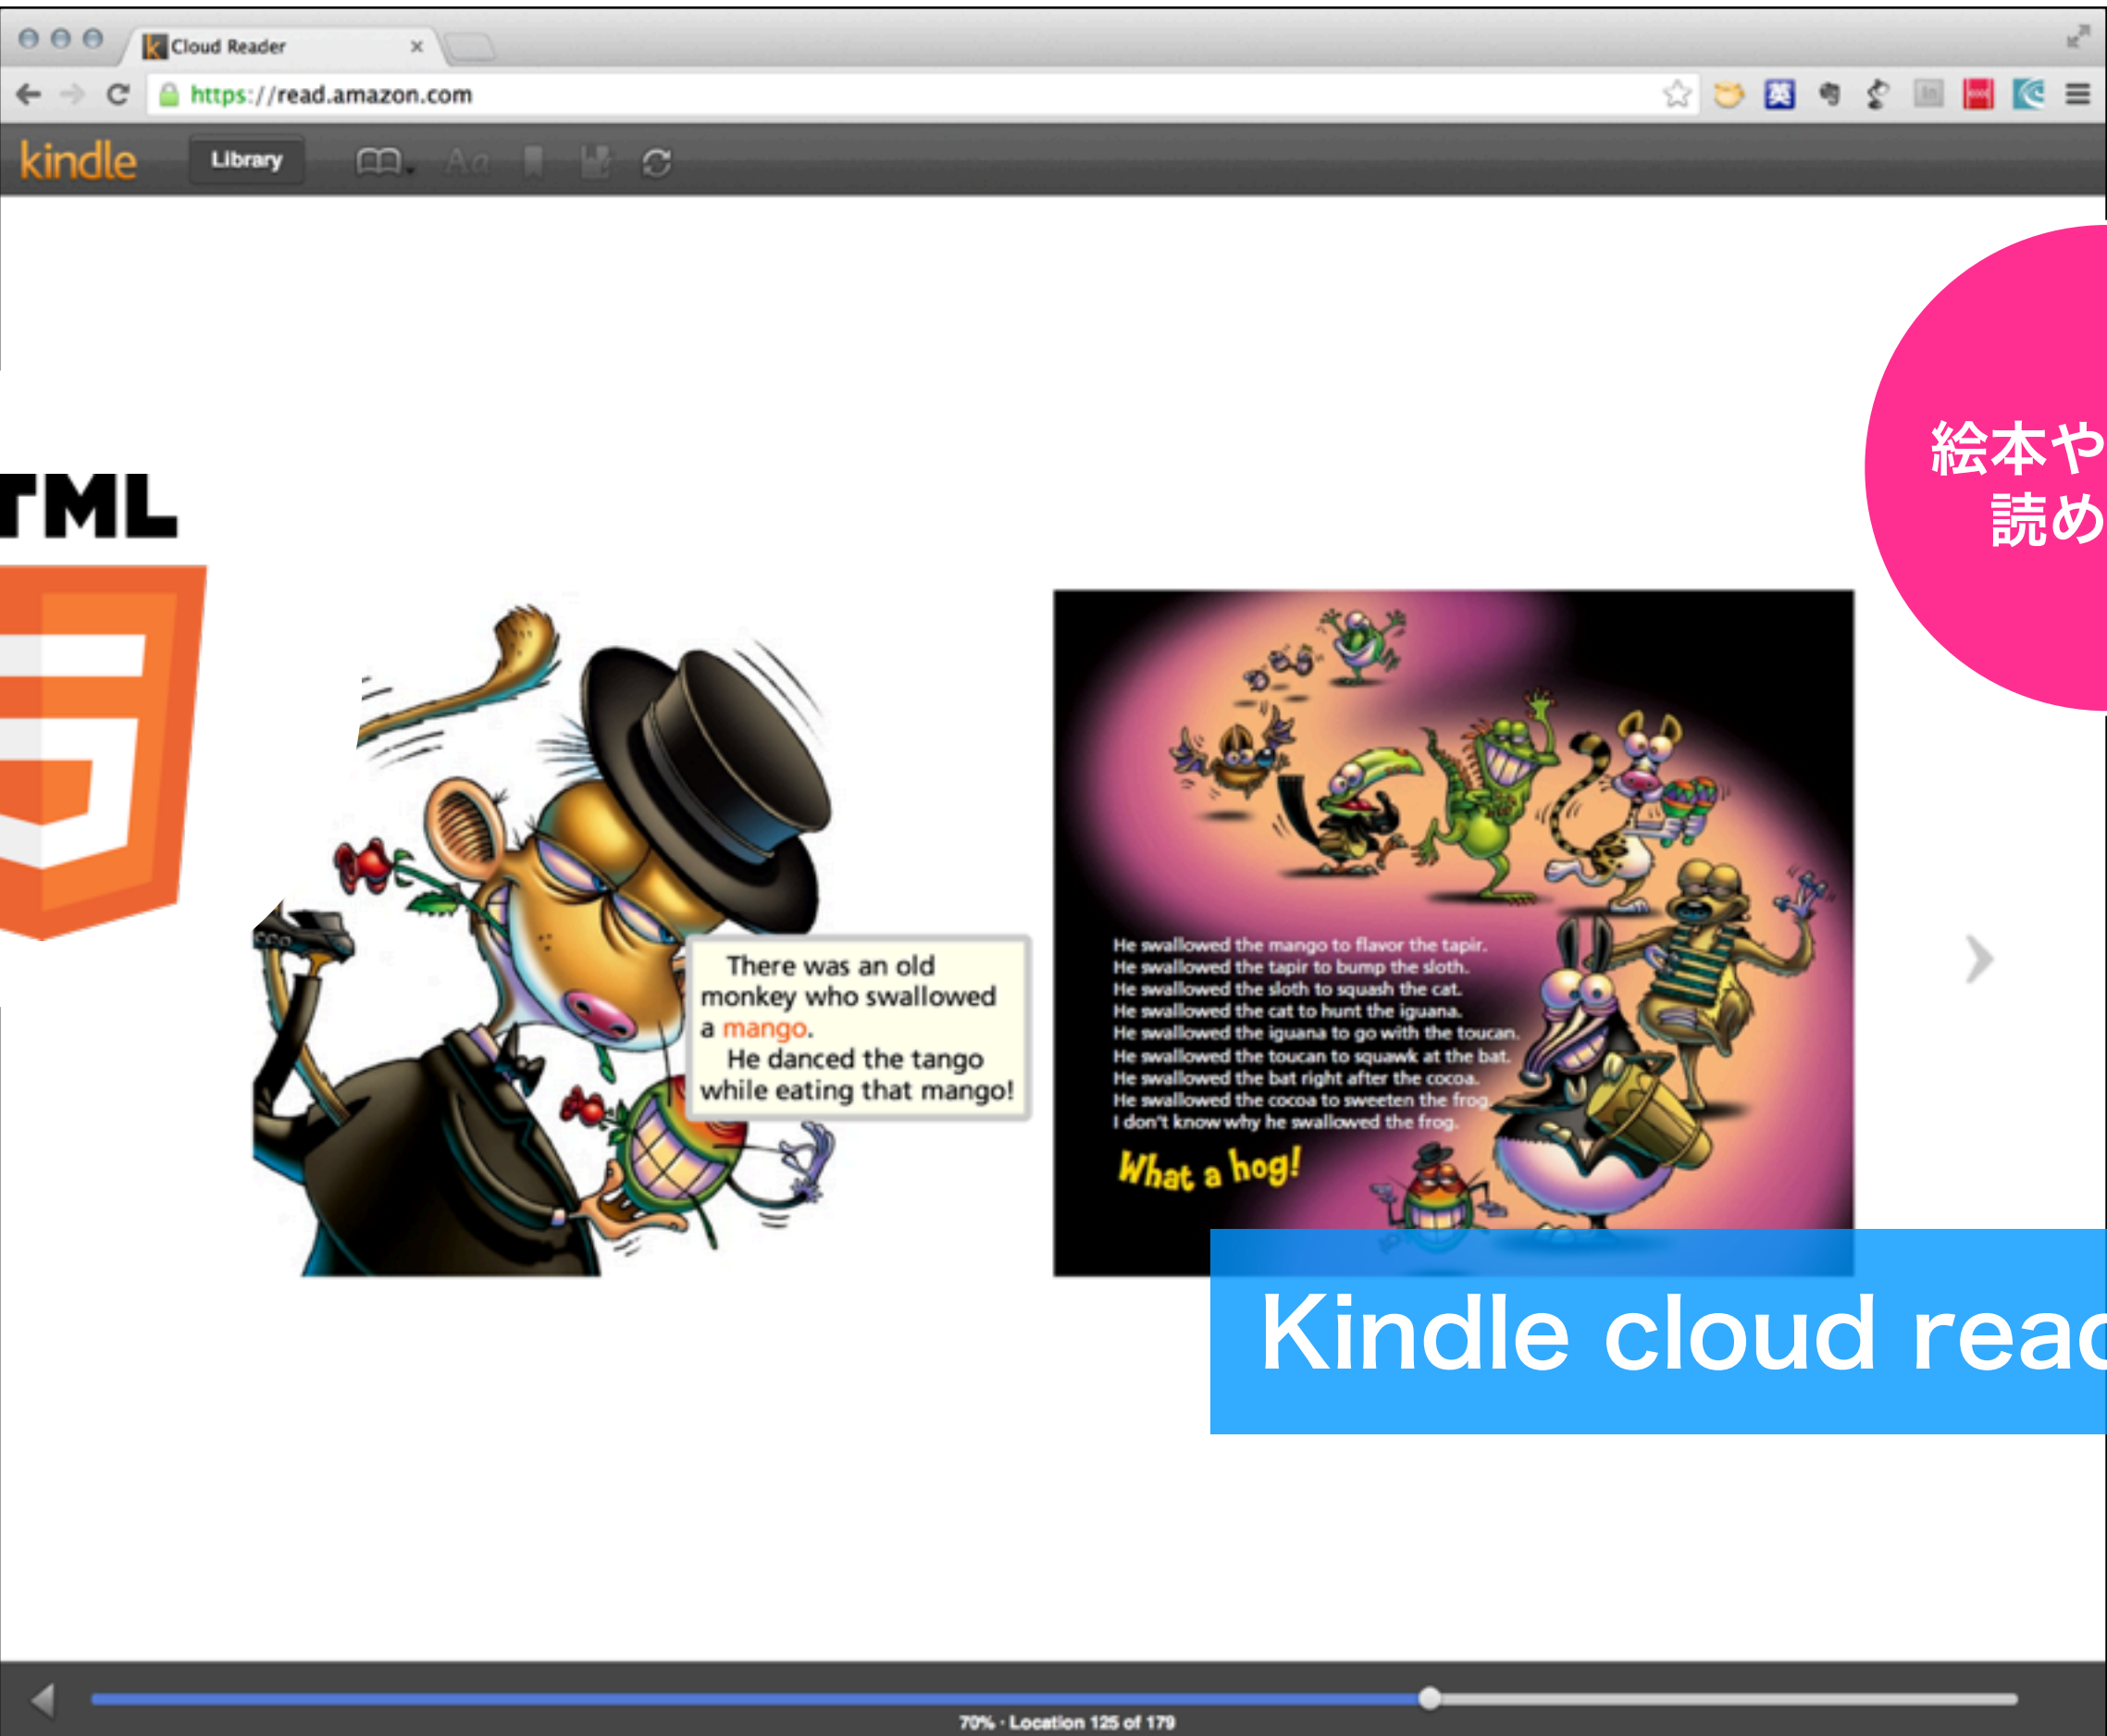 Cloud Reader
https://read.amazon.com
英
kindle
Library
Aa
TML
絵本や
読め
There was an old
monkey who swallowed
a mango.
He danced the tango
while eating that mango!
He swallowed the mango to flavor the tapir.
He swallowed the tapir to bump the sloth.
He swallowed the sloth to squash the cat.
He swallowed the cat to hunt the iguana.
He swallowed the iguana to go with the toucan.
He swallowed the toucan to squawk at the bat.
He swallowed the bat right after the cocoa.
He swallowed the cocoa to sweeten the frog.
I don't know why he swallowed the frog.
What a hog!
Kindle cloud read
70% · Location 125 of 179